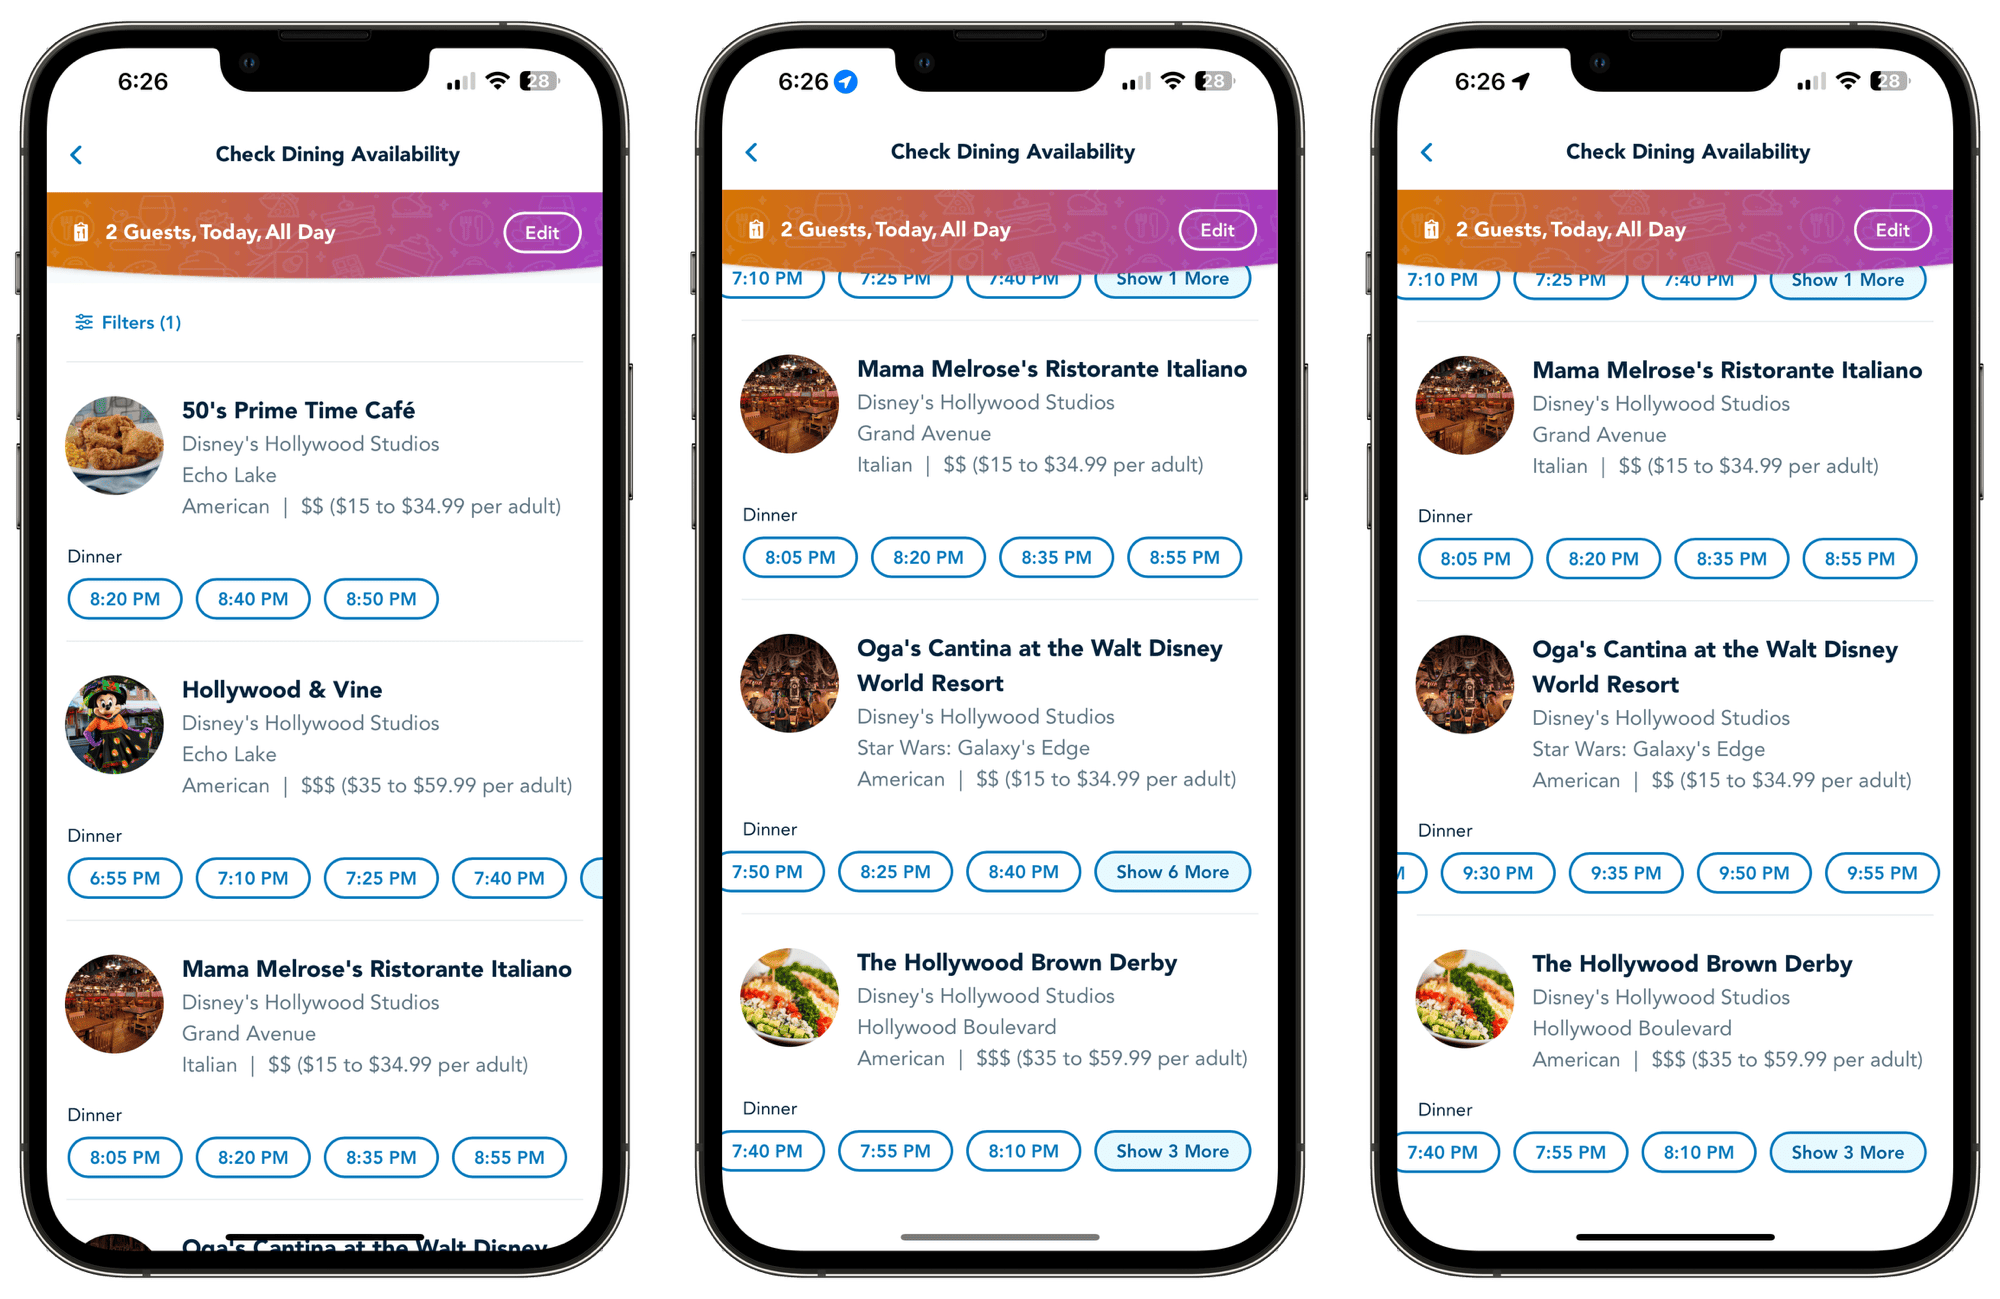 6:26
28
Check Dining Availability
2 Guests, Today, All Day
Edit
Filters (1)
50's Prime Time Café
Disney's Hollywood Studios
Echo Lake
American | $$ ($15 to $34.99 per adult)
Dinner
8:20 PM 8:40 PM 8:50 PM
Hollywood & Vine
Disney's Hollywood Studios
Echo Lake
American | $$$ ($35 to $59.99 per adult)
Dinner
6:55 PM 7:10 PM 7:25 PM 7:40 PM
Mama Melrose's Ristorante Italiano
Disney's Hollywood Studios
Grand Avenue
Italian | $$ ($15 to $34.99 per adult)
Dinner
8:05 PM 8:20 PM 8:35 PM 8:55 PM
Oga's Cantina at the Walt Disney
6:26
28
Check Dining Availability
2 Guests, Today, All Day
Edit
7:10 PM 7:25 PM 7:40 PM Show 1 More
Mama Melrose's Ristorante Italiano
Disney's Hollywood Studios
Grand Avenue
Italian | $$ ($15 to $34.99 per adult)
Dinner
8:05 PM 8:20 PM 8:35 PM 8:55 PM
Oga's Cantina at the Walt Disney
World Resort
Disney's Hollywood Studios
Star Wars: Galaxy's Edge
American | $$ ($15 to $34.99 per adult)
Dinner
7:50 PM 8:25 PM 8:40 PM Show 6 More
The Hollywood Brown Derby
Disney's Hollywood Studios
Hollywood Boulevard
American | $$$ ($35 to $59.99 per adult)
Dinner
7:40 PM 7:55 PM 8:10 PM Show 3 More
6:26
28
Check Dining Availability
2 Guests, Today, All Day
Edit
7:10 PM 7:25 PM 7:40 PM Show 1 More
Mama Melrose's Ristorante Italiano
Disney's Hollywood Studios
Grand Avenue
Italian | $$ ($15 to $34.99 per adult)
Dinner
8:05 PM 8:20 PM 8:35 PM 8:55 PM
Oga's Cantina at the Walt Disney
World Resort
Disney's Hollywood Studios
Star Wars: Galaxy's Edge
American | $$ ($15 to $34.99 per adult)
Dinner
9:30 PM 9:35 PM 9:50 PM 9:55 PM
The Hollywood Brown Derby
Disney's Hollywood Studios
Hollywood Boulevard
American | $$$ ($35 to $59.99 per adult)
Dinner
7:40 PM 7:55 PM 8:10 PM Show 3 More